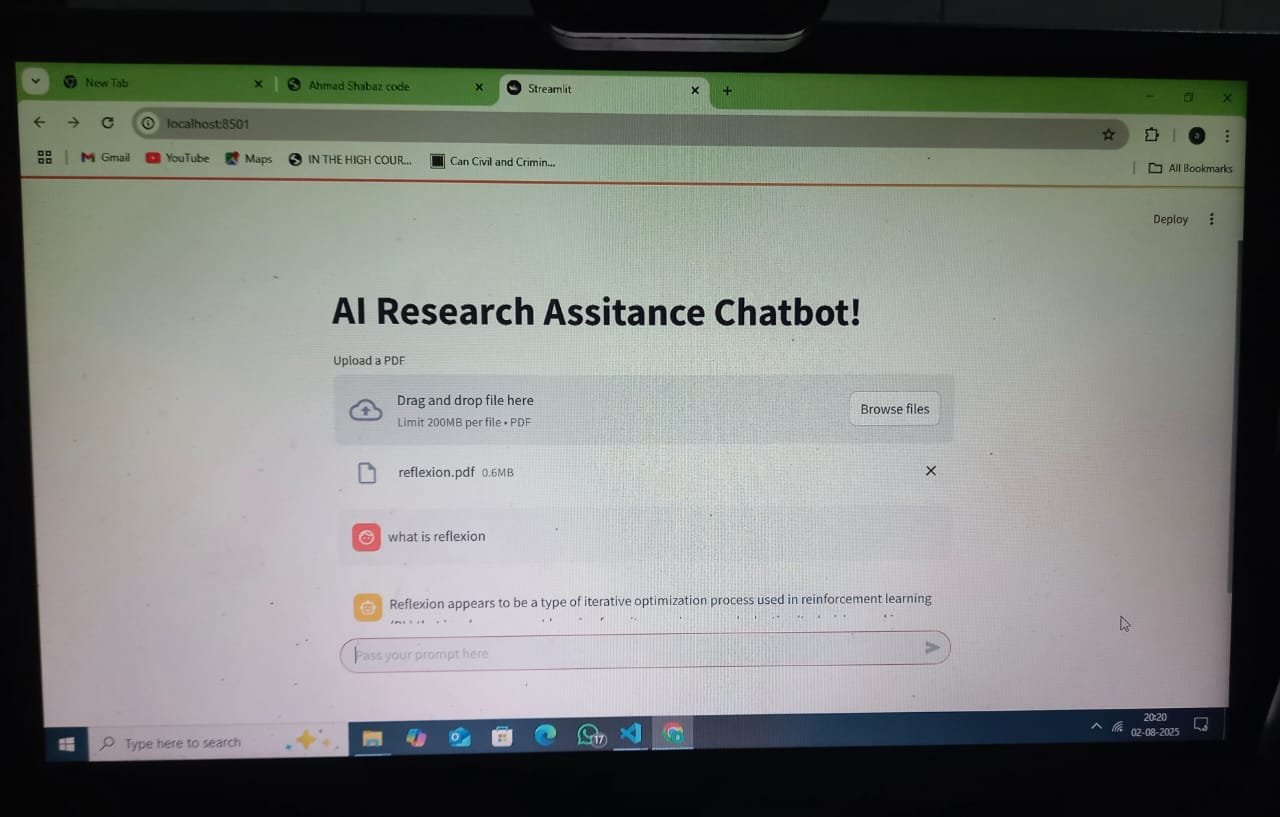 New Tab
Ahmad Shabaz code
Streamlit
localhost:8501
Gmail YouTube Maps IN THE HIGH COUR... Can Civil and Crimin...
All Bookmarks
Deploy
AI Research Assitance Chatbot!
Upload a PDF
Drag and drop file here
Limit 200MB per file • PDF
Browse files
reflexion.pdf 0.6MB
what is reflexion
Reflexion appears to be a type of iterative optimization process used in reinforcement learning
Pass your prompt here
Type here to search
17
20:20
02-08-2025